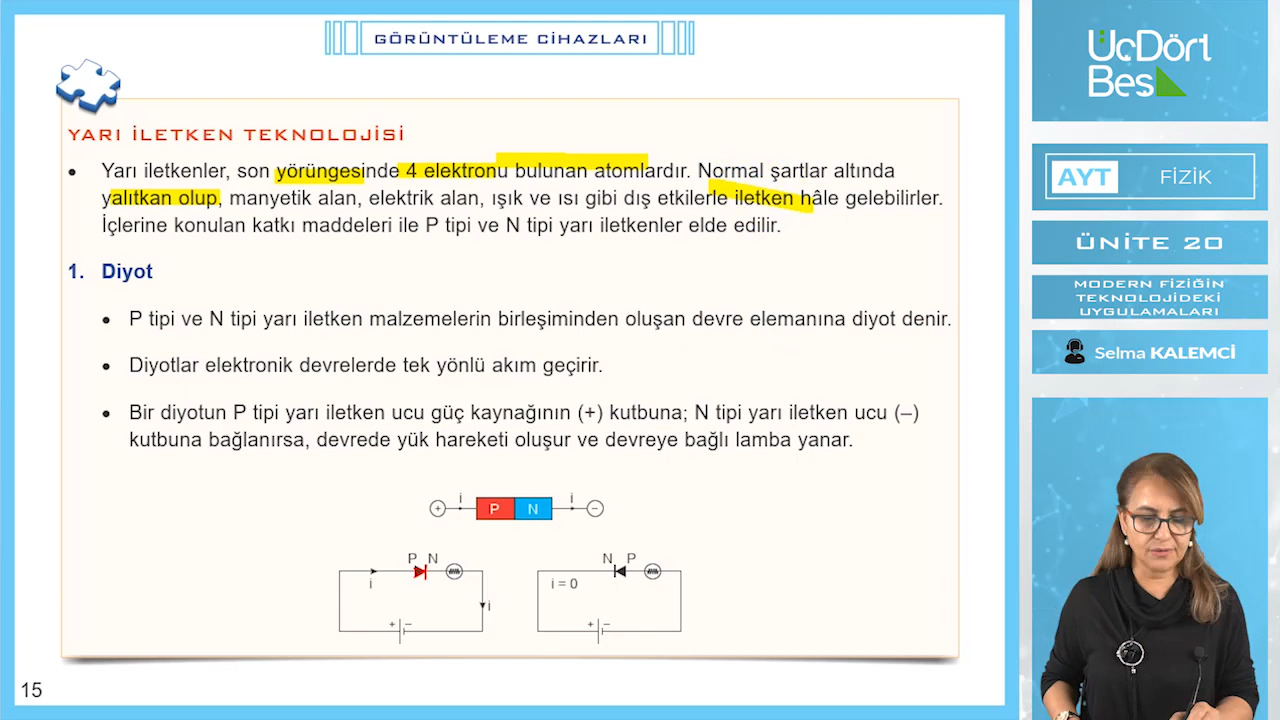 GÖRÜNTÜLEME CİHAZLARI
YARI İLETKEN TEKNOLOJİSİ
• Yarı iletkenler, son yörüngesinde 4 elektronu bulunan atomlardır. Normal şartlar altında
yalıtkan olup, manyetik alan, elektrik alan, ışık ve ısı gibi dış etkilerle iletken hâle gelebilirler.
İçlerine konulan katkı maddeleri ile P tipi ve N tipi yarı iletkenler elde edilir.
1. Diyot
• P tipi ve N tipi yarı iletken malzemelerin birleşiminden oluşan devre elemanına diyot denir.
• Diyotlar elektronik devrelerde tek yönlü akım geçirir.
• Bir diyotun P tipi yarı iletken ucu güç kaynağının (+) kutbuna; N tipi yarı iletken ucu (–)
kutbuna bağlanırsa, devrede yük hareketi oluşur ve devreye bağlı lamba yanar.
+ i P N i −
P N
i
i
+ −
N P
i = 0
+ −
15
ÜçDört
Beş
AYT FİZİK
ÜNİTE 20
MODERN FİZİĞİN
TEKNOLOJİDEKİ
UYGULAMALARI
Selma KALEMCİ